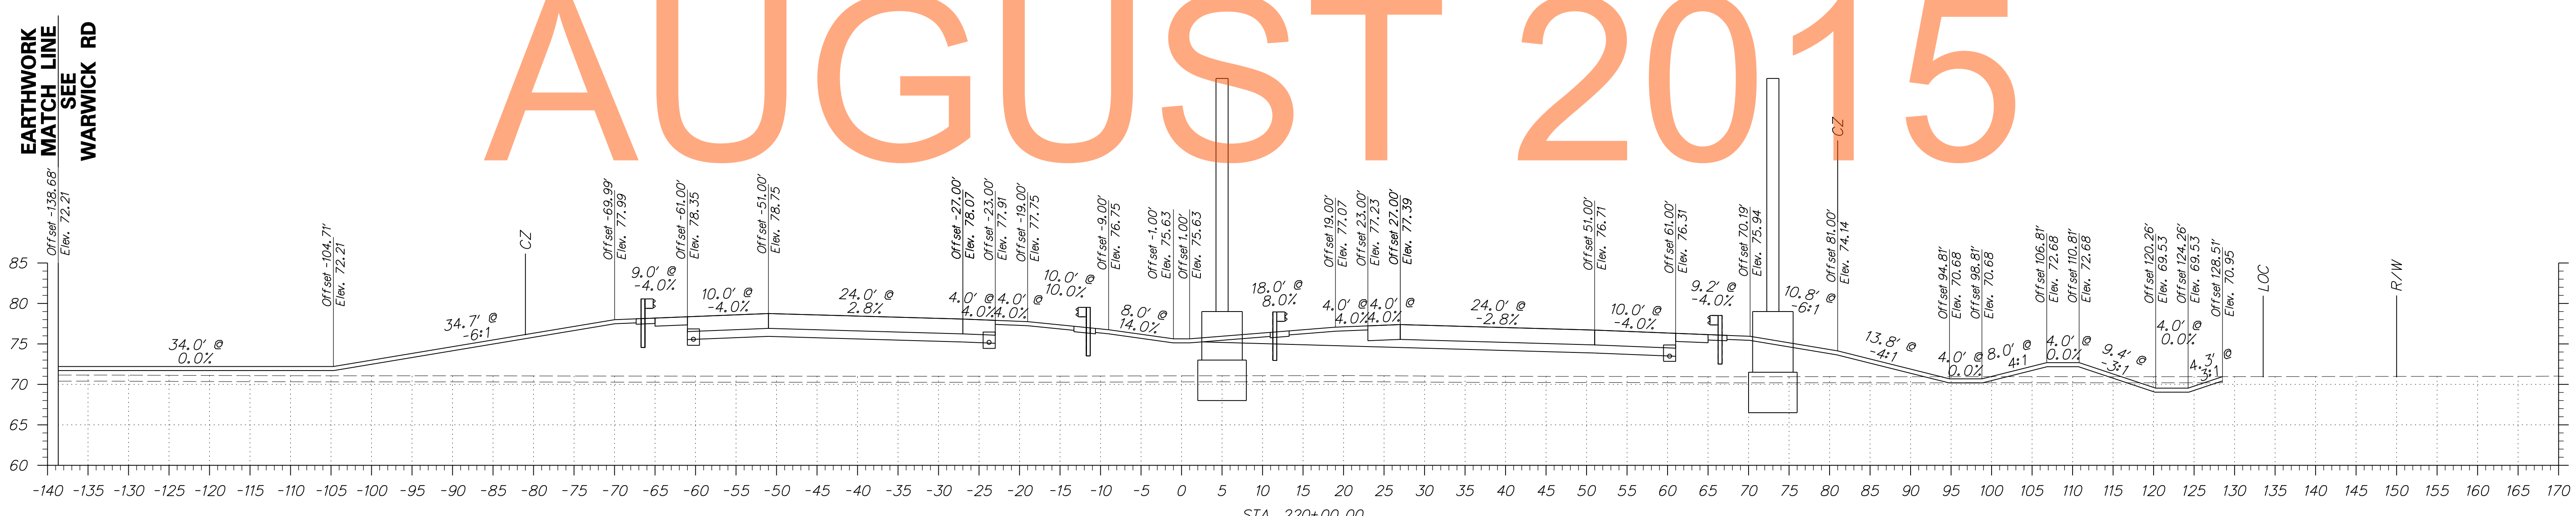 AUGUST 2015
EARTHWORK
MATCH LINE
SEE
WARWICK RD
Offset -138.68'
Elev. 72.21
Offset -104.71'
Elev. 72.21
CZ
Offset -69.99'
Elev. 77.99
Offset -61.00'
Elev. 78.35
Offset -51.00'
Elev. 78.75
Offset -27.00'
Elev. 78.07
Offset -23.00'
Elev. 77.91
Offset -19.00'
Elev. 77.75
Offset -9.00'
Elev. 76.75
Offset -1.00'
Elev. 75.63
Offset 1.00'
Elev. 75.63
Offset 19.00'
Elev. 77.07
Offset 23.00'
Elev. 77.23
Offset 27.00'
Elev. 77.39
Offset 51.00'
Elev. 76.71
Offset 61.00'
Elev. 76.31
Offset 70.19'
Elev. 75.94
CZ
Offset 81.00'
Elev. 74.14
Offset 94.81'
Elev. 70.68
Offset 98.81'
Elev. 70.68
Offset 106.81'
Elev. 72.68
Offset 110.81'
Elev. 72.68
Offset 120.26'
Elev. 69.53
Offset 124.26'
Elev. 69.53
Offset 128.51'
Elev. 70.95
LOC
R/W
34.0' @
0.0%
34.7' @
-6:1
9.0' @
-4.0%
10.0' @
-4.0%
24.0' @
2.8%
4.0' @
4.0%
4.0' @
4.0%
10.0' @
10.0%
8.0' @
14.0%
18.0' @
8.0%
4.0' @
4.0%
4.0' @
4.0%
24.0' @
-2.8%
10.0' @
-4.0%
9.2' @
-4.0%
10.8' @
-6:1
13.8' @
-4:1
4.0' @
0.0%
8.0' @
4:1
4.0' @
0.0%
9.4' @
-3:1
4.0' @
0.0%
4.3' @
3:1
85
80
75
70
65
60
-140 -135 -130 -125 -120 -115 -110 -105 -100 -95 -90 -85 -80 -75 -70 -65 -60 -55 -50 -45 -40 -35 -30 -25 -20 -15 -10 -5 0 5 10 15 20 25 30 35 40 45 50 55 60 65 70 75 80 85 90 95 100 105 110 115 120 125 130 135 140 145 150 155 160 165 170
STA. 220+00.00